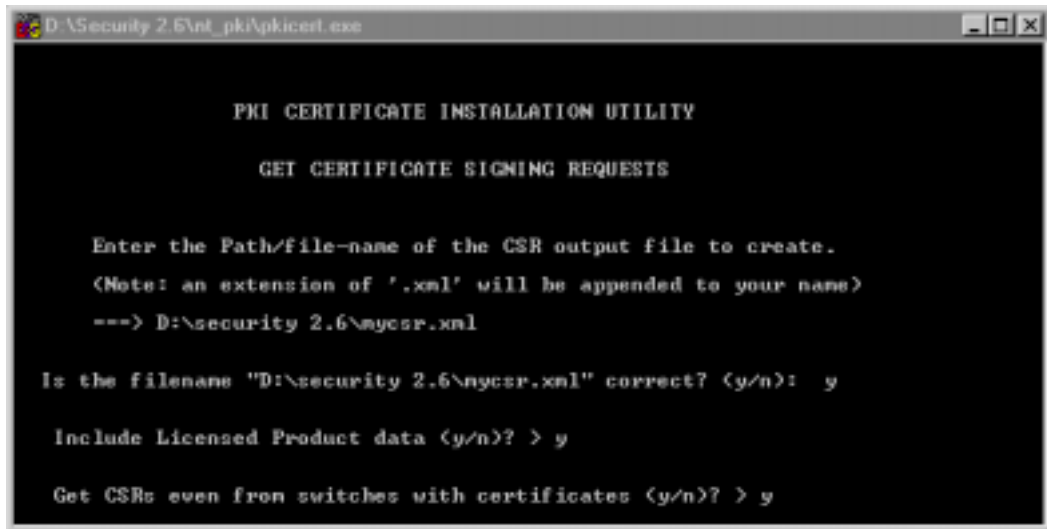 D:\Security 2.6\nt_pki\pkicert.exe
PKI CERTIFICATE INSTALLATION UTILITY
GET CERTIFICATE SIGNING REQUESTS
Enter the Path/file-name of the CSR output file to create.
(Note: an extension of '.xml' will be appended to your name)
---> D:\security 2.6\mycsr.xml
Is the filename "D:\security 2.6\mycsr.xml" correct? (y/n):  y
Include Licensed Product data (y/n)? > y
Get CSRs even from switches with certificates (y/n)? > y